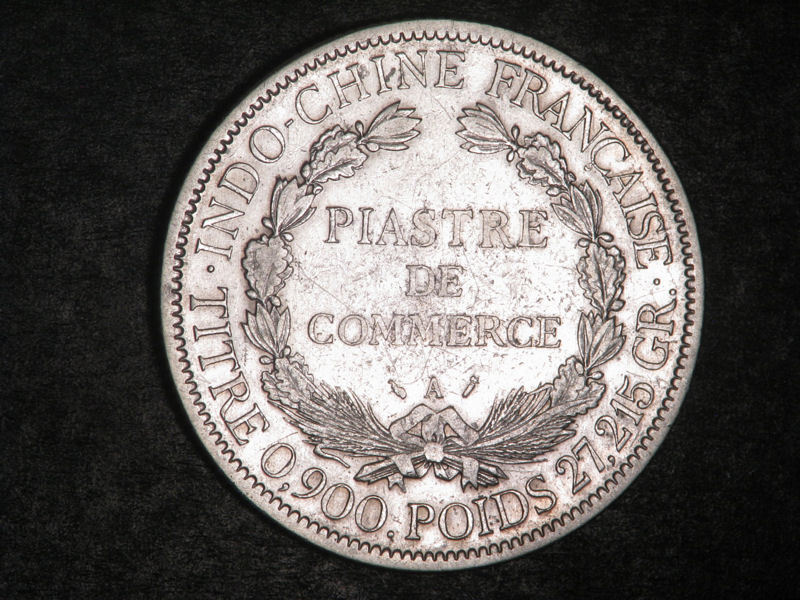 INDO-CHINE FRANÇAISE
PIASTRE
DE
COMMERCE
A
TITRE 0,900. POIDS 27,215 GR.